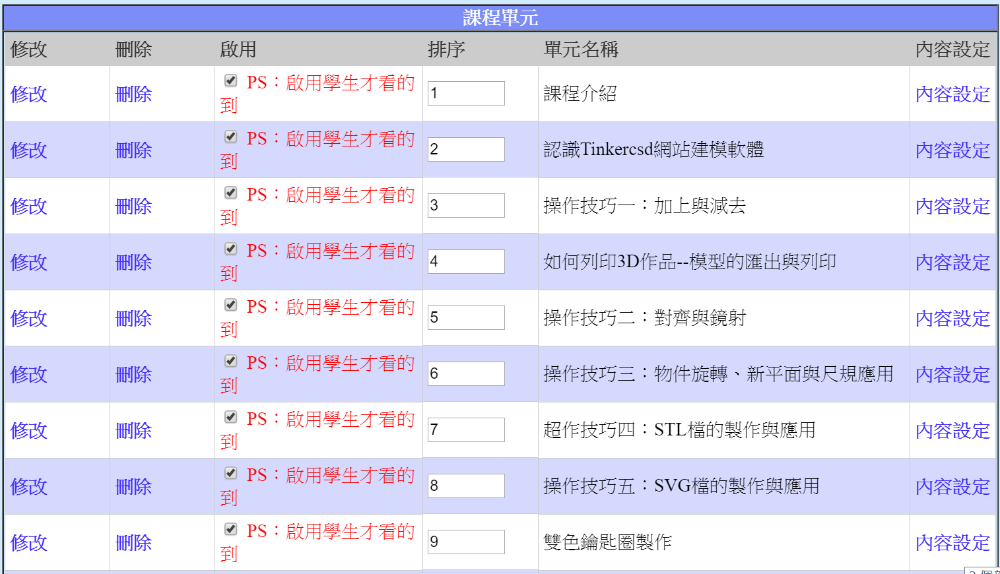 課程單元
修改 刪除 啟用 排序 單元名稱 內容設定
修改 刪除 PS：啟用學生才看的到 1 課程介紹 內容設定
修改 刪除 PS：啟用學生才看的到 2 認識Tinkercsd網站建模軟體 內容設定
修改 刪除 PS：啟用學生才看的到 3 操作技巧一：加上與減去 內容設定
修改 刪除 PS：啟用學生才看的到 4 如何列印3D作品--模型的匯出與列印 內容設定
修改 刪除 PS：啟用學生才看的到 5 操作技巧二：對齊與鏡射 內容設定
修改 刪除 PS：啟用學生才看的到 6 操作技巧三：物件旋轉、新平面與尺規應用 內容設定
修改 刪除 PS：啟用學生才看的到 7 超作技巧四：STL檔的製作與應用 內容設定
修改 刪除 PS：啟用學生才看的到 8 操作技巧五：SVG檔的製作與應用 內容設定
修改 刪除 PS：啟用學生才看的到 9 雙色鑰匙圈製作 內容設定